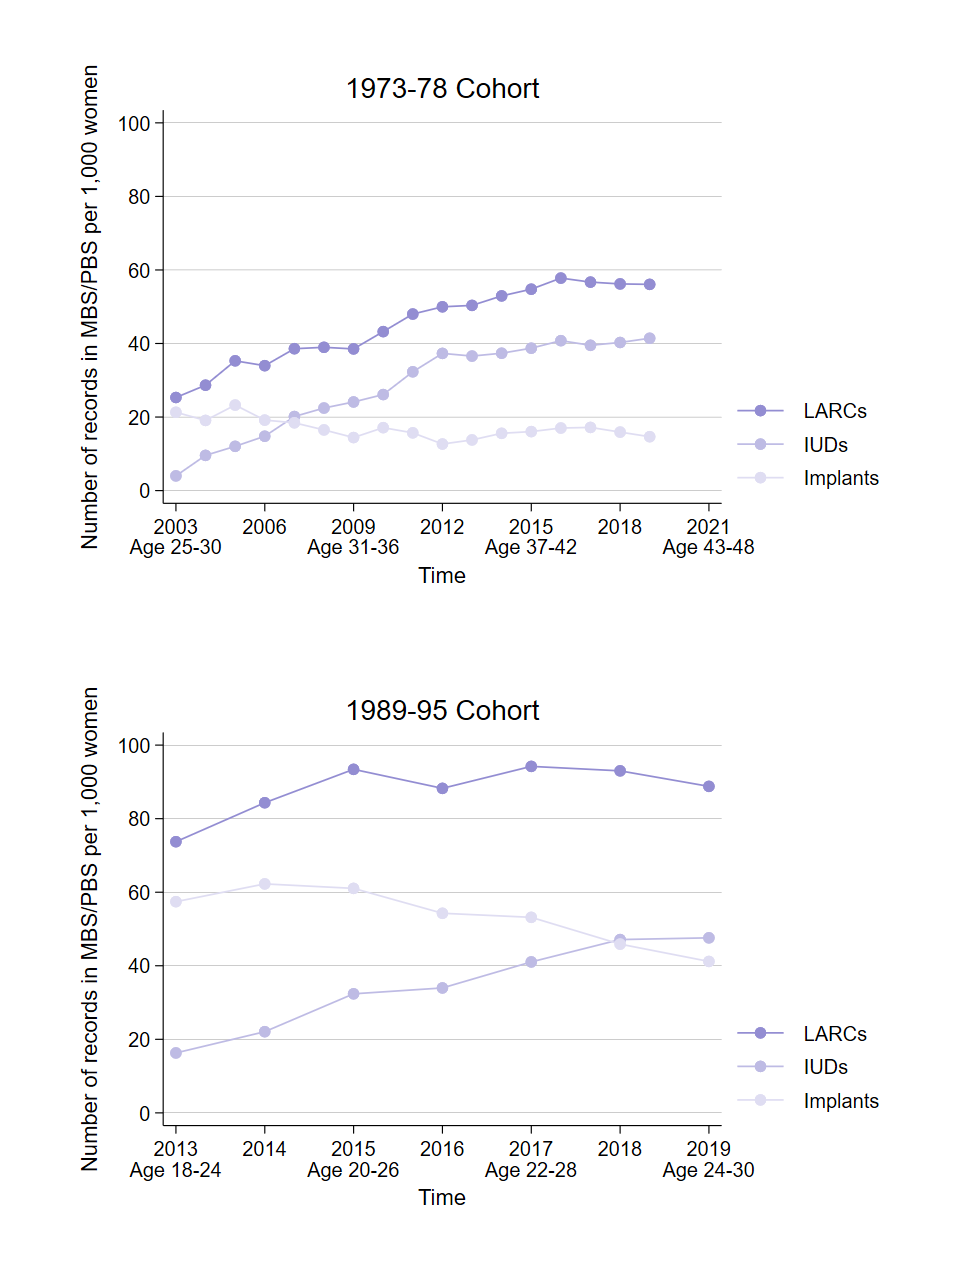 1973-78 Cohort
Number of records in MBS/PBS per 1,000 women
100
80
60
40
20
0
2003 2006 2009 2012 2015 2018 2021
Age 25-30 Age 31-36 Age 37-42 Age 43-48
Time
LARCs
IUDs
Implants
1989-95 Cohort
Number of records in MBS/PBS per 1,000 women
100
80
60
40
20
0
2013 2014 2015 2016 2017 2018 2019
Age 18-24 Age 20-26 Age 22-28 Age 24-30
Time
LARCs
IUDs
Implants